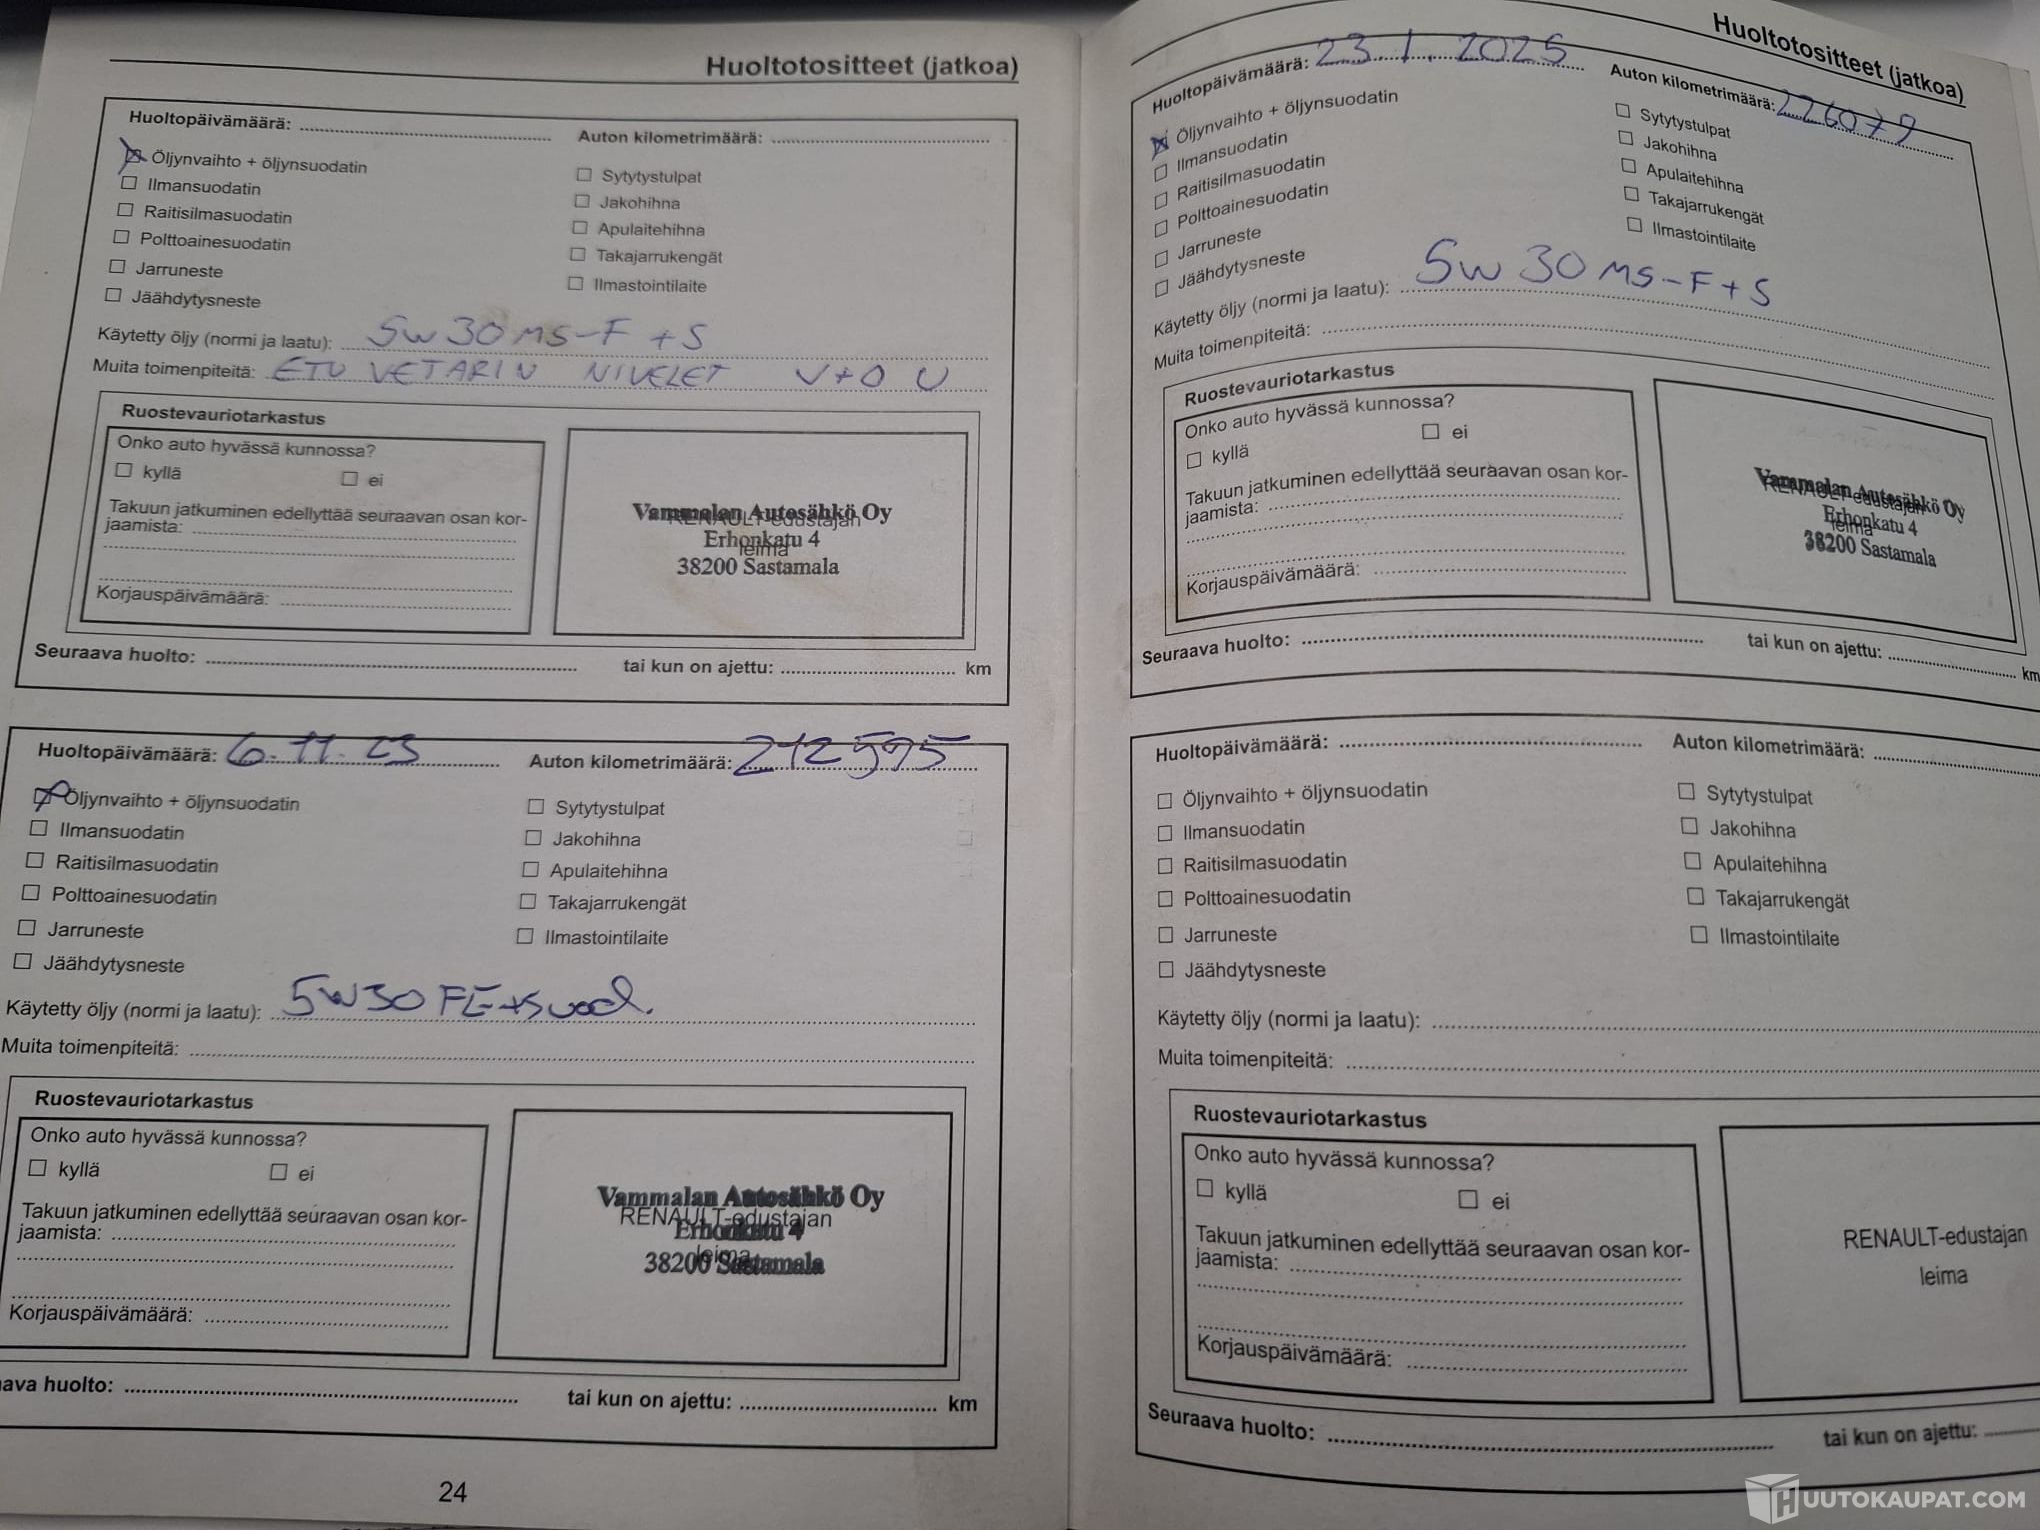 Huoltotositteet (jatkoa)
Huoltopäivämäärä: Auton kilometrimäärä:
Öljynvaihto + öljynsuodatin Sytytystulpat
Ilmansuodatin Jakohihna
Raitisilmasuodatin Apulaitehihna
Polttoainesuodatin Takajarrukengät
Jarruneste Ilmastointilaite
Jäähdytysneste
Käytetty öljy (normi ja laatu): 5W30 MS-F +S
Muita toimenpiteitä: ETU VETARIN NIVELET V+O U
Ruostevauriotarkastus
Onko auto hyvässä kunnossa?
kyllä ei
Takuun jatkuminen edellyttää seuraavan osan kor-
jaamista:
Korjauspäivämäärä:
Vammalan Autosähkö Oy
RENAULT-edustajan
Erhonkatu 4
leima
38200 Sastamala
Seuraava huolto: tai kun on ajettu: km
Huoltopäivämäärä: 6.11.23 Auton kilometrimäärä: 212595
Öljynvaihto + öljynsuodatin Sytytystulpat
Ilmansuodatin Jakohihna
Raitisilmasuodatin Apulaitehihna
Polttoainesuodatin Takajarrukengät
Jarruneste Ilmastointilaite
Jäähdytysneste
Käytetty öljy (normi ja laatu): 5W30 FE+Suod.
Muita toimenpiteitä:
Ruostevauriotarkastus
Onko auto hyvässä kunnossa?
kyllä ei
Takuun jatkuminen edellyttää seuraavan osan kor-
jaamista:
Korjauspäivämäärä:
Vammalan Autosähkö Oy
RENAULT-edustajan
Erhonkatu 4
leima
38200 Sastamala
aava huolto: tai kun on ajettu: km
24
Huoltotositteet (jatkoa)
Huoltopäivämäärä: 23.1.2025 Auton kilometrimäärä: 226079
Öljynvaihto + öljynsuodatin Sytytystulpat
Ilmansuodatin Jakohihna
Raitisilmasuodatin Apulaitehihna
Polttoainesuodatin Takajarrukengät
Jarruneste Ilmastointilaite
Jäähdytysneste
Käytetty öljy (normi ja laatu): 5W30 MS-F+S
Muita toimenpiteitä:
Ruostevauriotarkastus
Onko auto hyvässä kunnossa?
kyllä ei
Takuun jatkuminen edellyttää seuraavan osan kor-
jaamista:
Korjauspäivämäärä:
Vammalan Autosähkö Oy
RENAULT-edustajan
Erhonkatu 4
leima
38200 Sastamala
Seuraava huolto: tai kun on ajettu: km
Huoltopäivämäärä: Auton kilometrimäärä:
Öljynvaihto + öljynsuodatin Sytytystulpat
Ilmansuodatin Jakohihna
Raitisilmasuodatin Apulaitehihna
Polttoainesuodatin Takajarrukengät
Jarruneste Ilmastointilaite
Jäähdytysneste
Käytetty öljy (normi ja laatu):
Muita toimenpiteitä:
Ruostevauriotarkastus
Onko auto hyvässä kunnossa?
kyllä ei
Takuun jatkuminen edellyttää seuraavan osan kor-
jaamista:
Korjauspäivämäärä:
RENAULT-edustajan
leima
Seuraava huolto: tai kun on ajettu:
HUUTOKAUPAT.COM